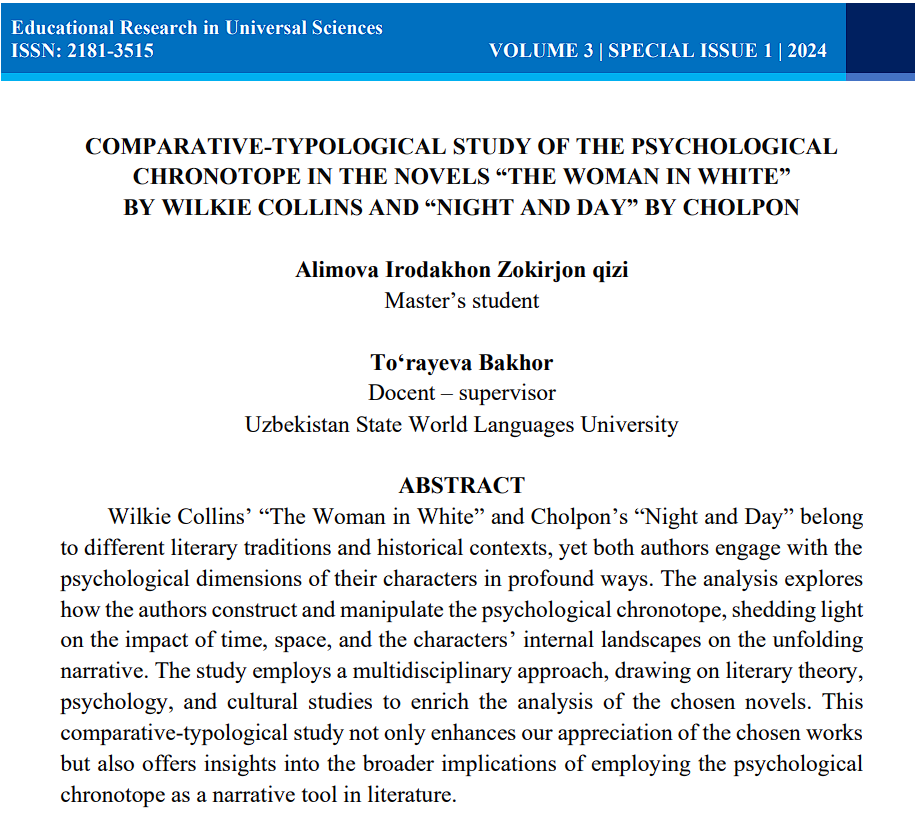 Educational Research in Universal Sciences
ISSN: 2181-3515 VOLUME 3 | SPECIAL ISSUE 1 | 2024
COMPARATIVE-TYPOLOGICAL STUDY OF THE PSYCHOLOGICAL
CHRONOTOPE IN THE NOVELS “THE WOMAN IN WHITE”
BY WILKIE COLLINS AND “NIGHT AND DAY” BY CHOLPON
Alimova Irodakhon Zokirjon qizi
Master’s student
To‘rayeva Bakhor
Docent – supervisor
Uzbekistan State World Languages University
ABSTRACT
Wilkie Collins’ “The Woman in White” and Cholpon’s “Night and Day” belong
to different literary traditions and historical contexts, yet both authors engage with the
psychological dimensions of their characters in profound ways. The analysis explores
how the authors construct and manipulate the psychological chronotope, shedding light
on the impact of time, space, and the characters’ internal landscapes on the unfolding
narrative. The study employs a multidisciplinary approach, drawing on literary theory,
psychology, and cultural studies to enrich the analysis of the chosen novels. This
comparative-typological study not only enhances our appreciation of the chosen works
but also offers insights into the broader implications of employing the psychological
chronotope as a narrative tool in literature.